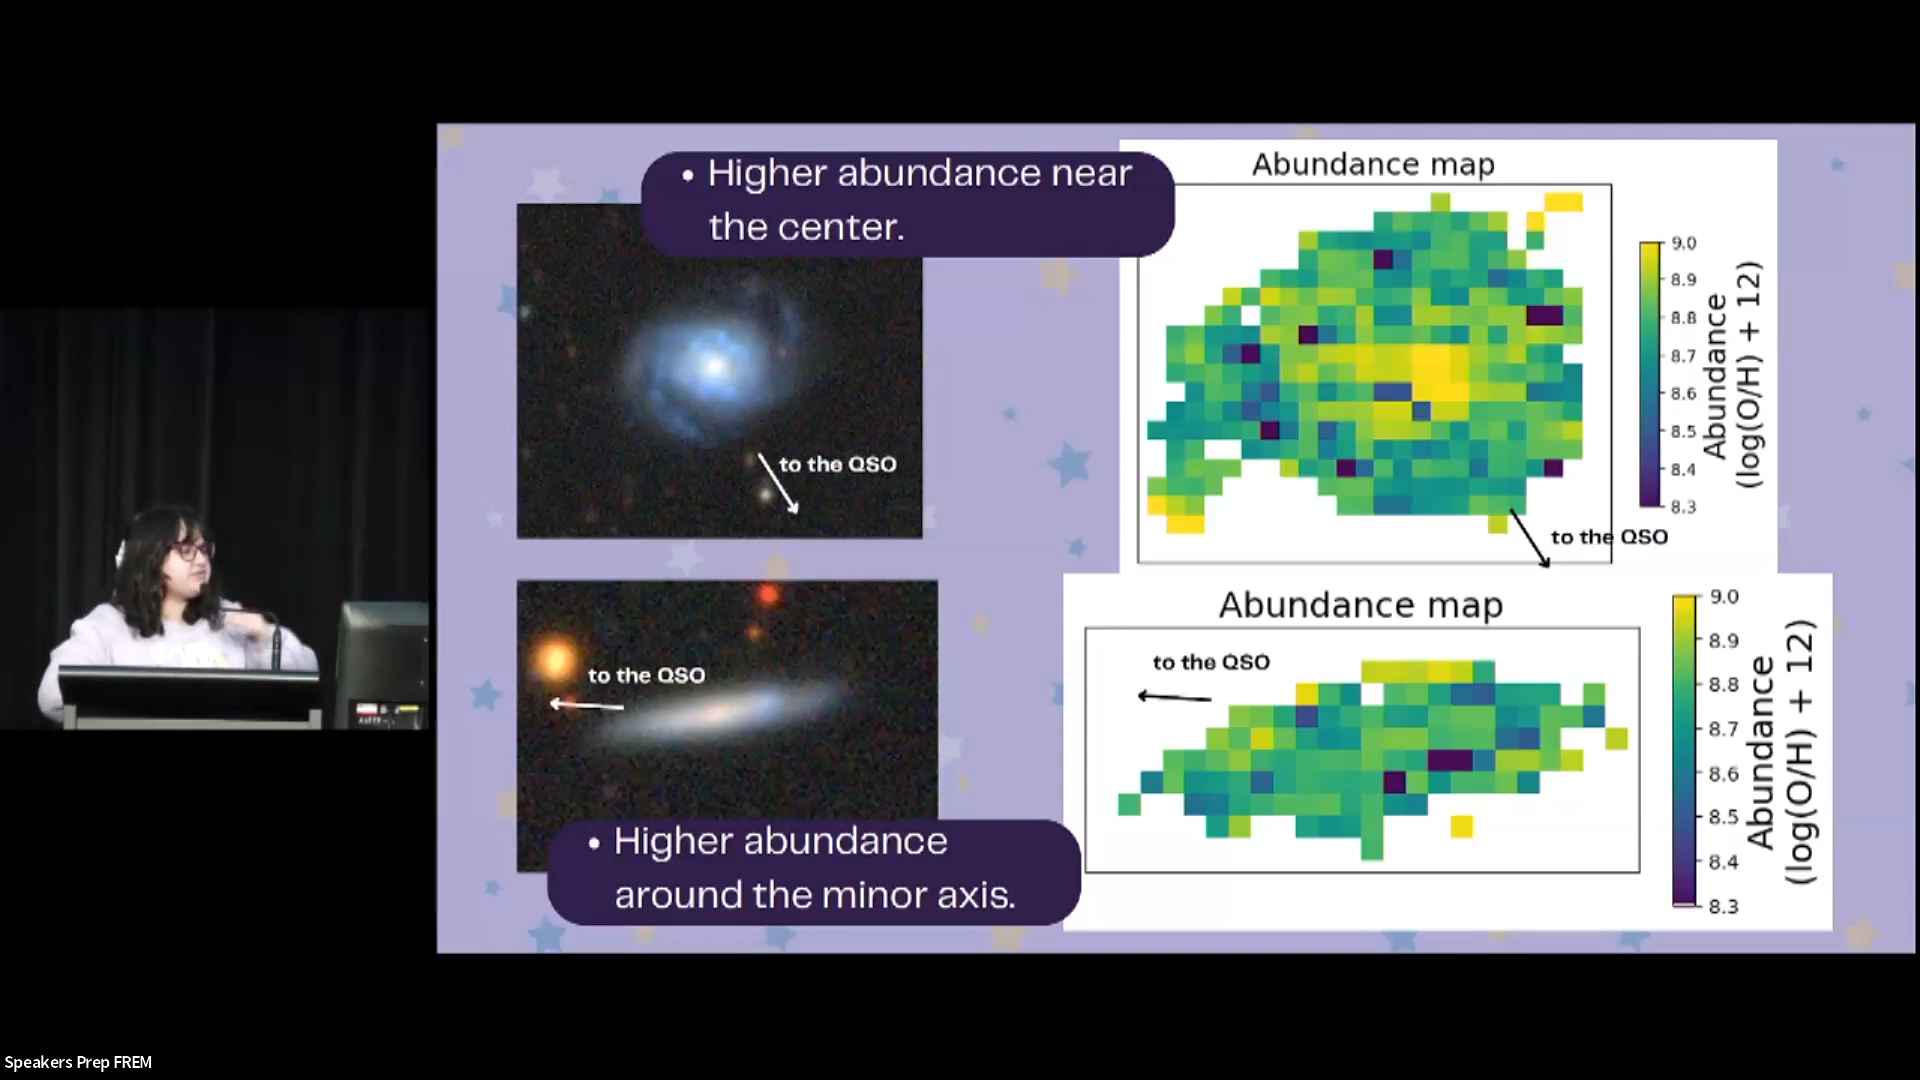 • Higher abundance near
the center.
to the QSO
Abundance map
9.0
8.9
8.8
8.7
8.6
8.5
8.4
8.3
Abundance
(log(O/H) + 12)
to the QSO
to the QSO
• Higher abundance
around the minor axis.
Abundance map
to the QSO
9.0
8.9
8.8
8.7
8.6
8.5
8.4
8.3
Abundance
(log(O/H) + 12)
Speakers Prep FREM